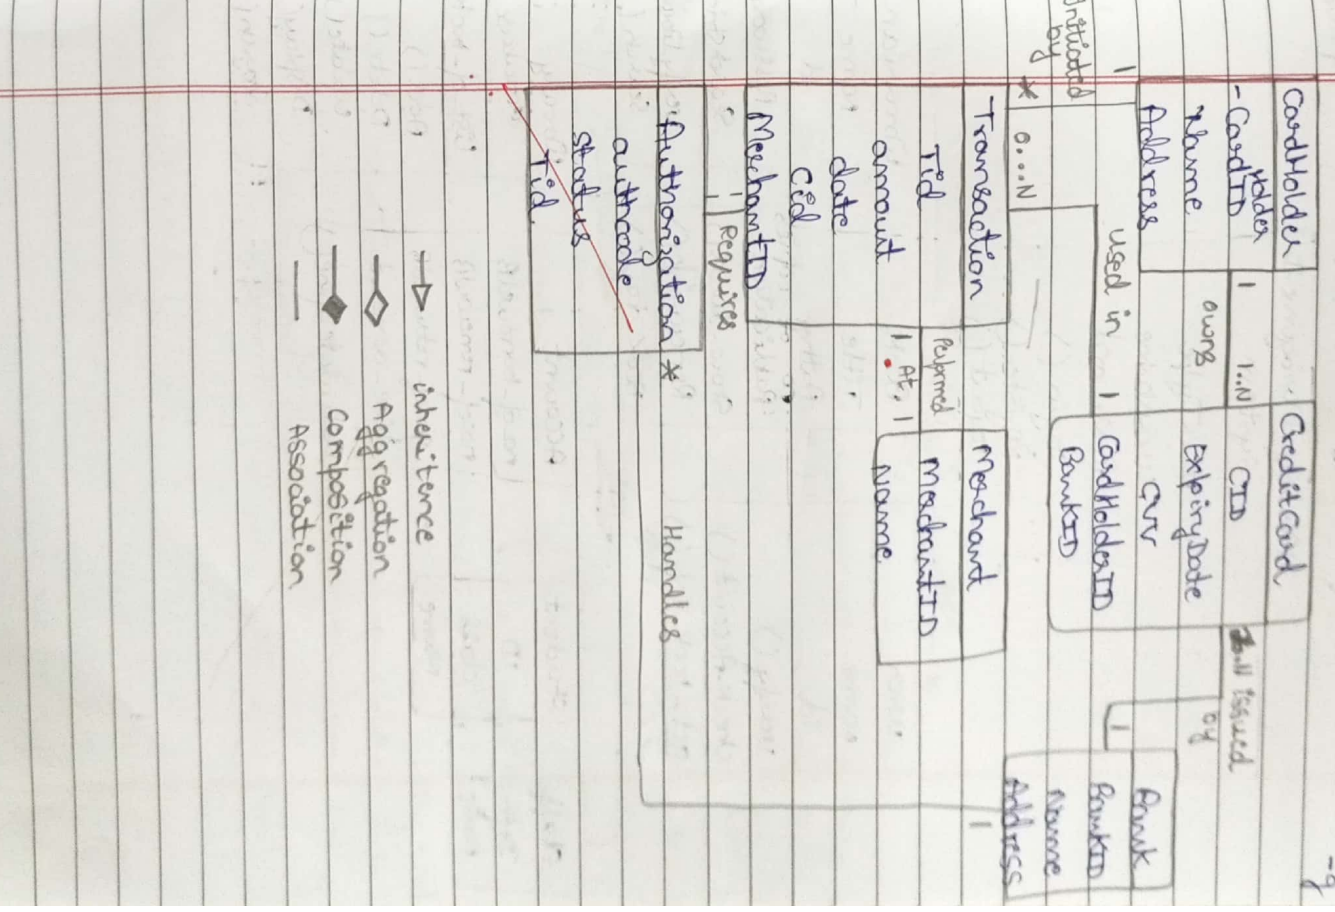 CardHolder
- CardHolderID
Name
Address
1
owns
1..N
CreditCard
CID
ExpiryDate
CVV
CardHolderID
BankID
issued
by
1
Bank
BankID
Name
Address
1
Initiated
by
1
*
used in
1
0...N
Transaction
Tid
amount
date
Cid
MerchantID
Performed
1 At, 1
Merchant
MerchantID
Name
1
Requires
1
Authorisation *
authcode
status
Tid
Handles
inheritence
Aggregation
Composition
Association